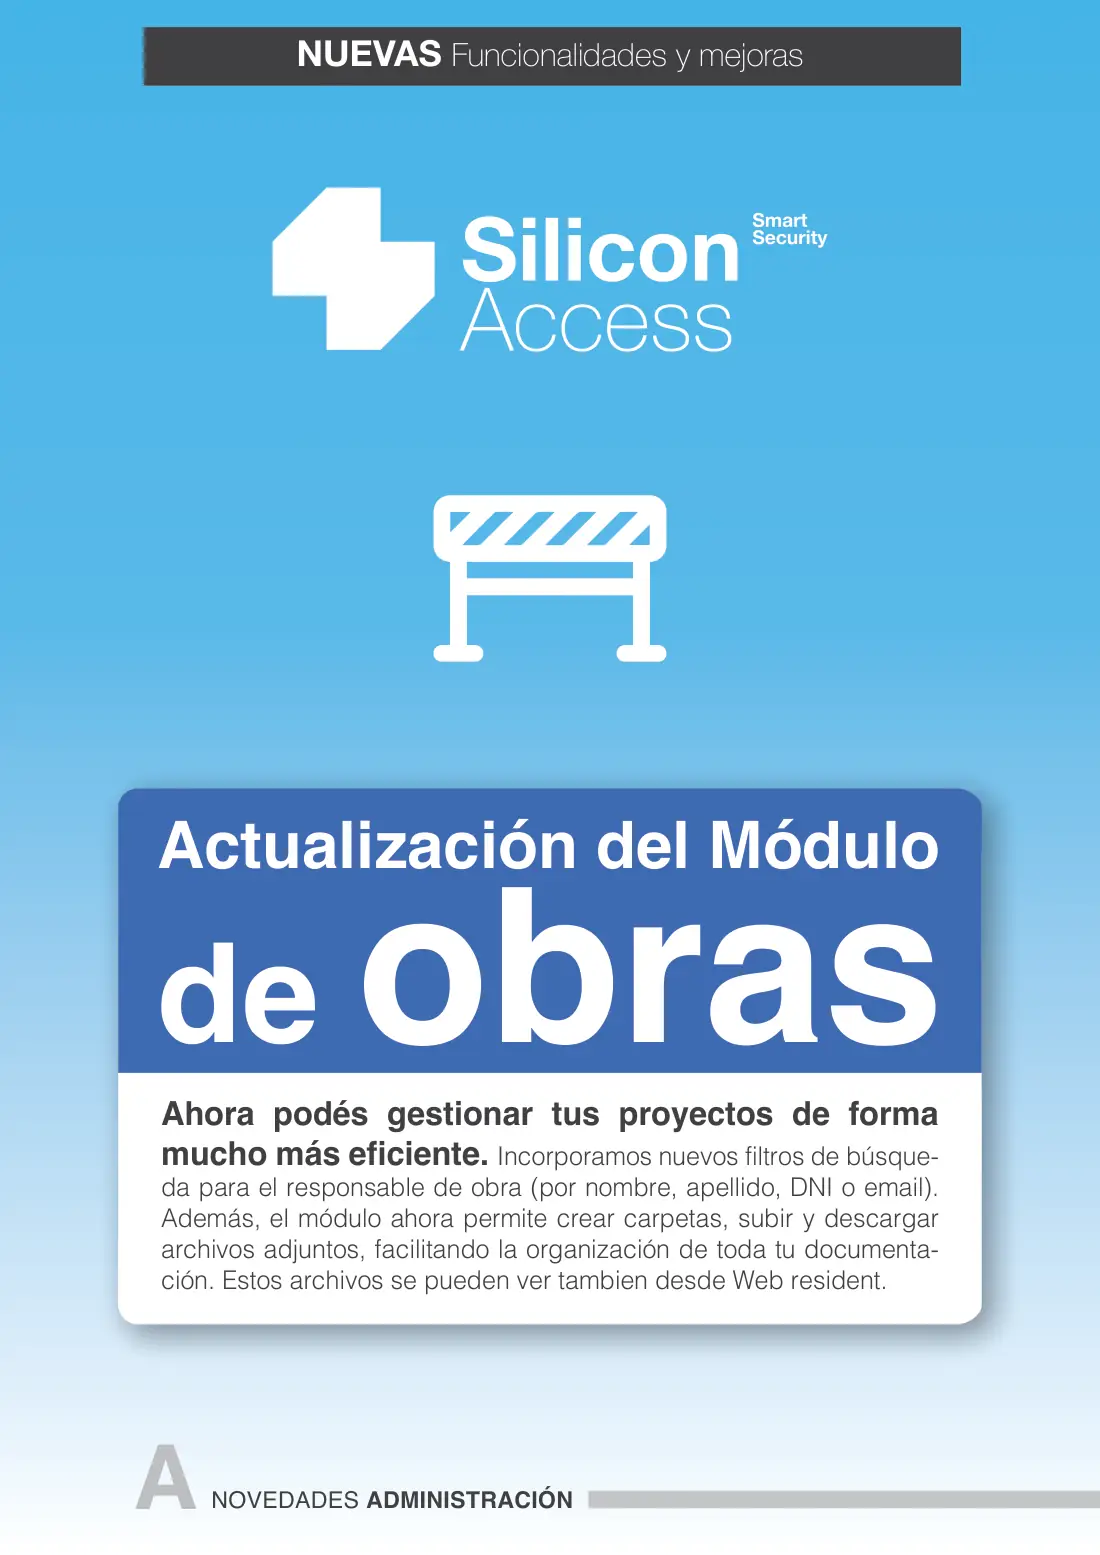 NUEVAS Funcionalidades y mejoras
Silicon
Smart
Security
Access
Actualización del Módulo
de obras
Ahora podés gestionar tus proyectos de forma
mucho más eficiente. Incorporamos nuevos filtros de búsque-
da para el responsable de obra (por nombre, apellido, DNI o email).
Además, el módulo ahora permite crear carpetas, subir y descargar
archivos adjuntos, facilitando la organización de toda tu documenta-
ción. Estos archivos se pueden ver tambien desde Web resident.
A NOVEDADES ADMINISTRACIÓN